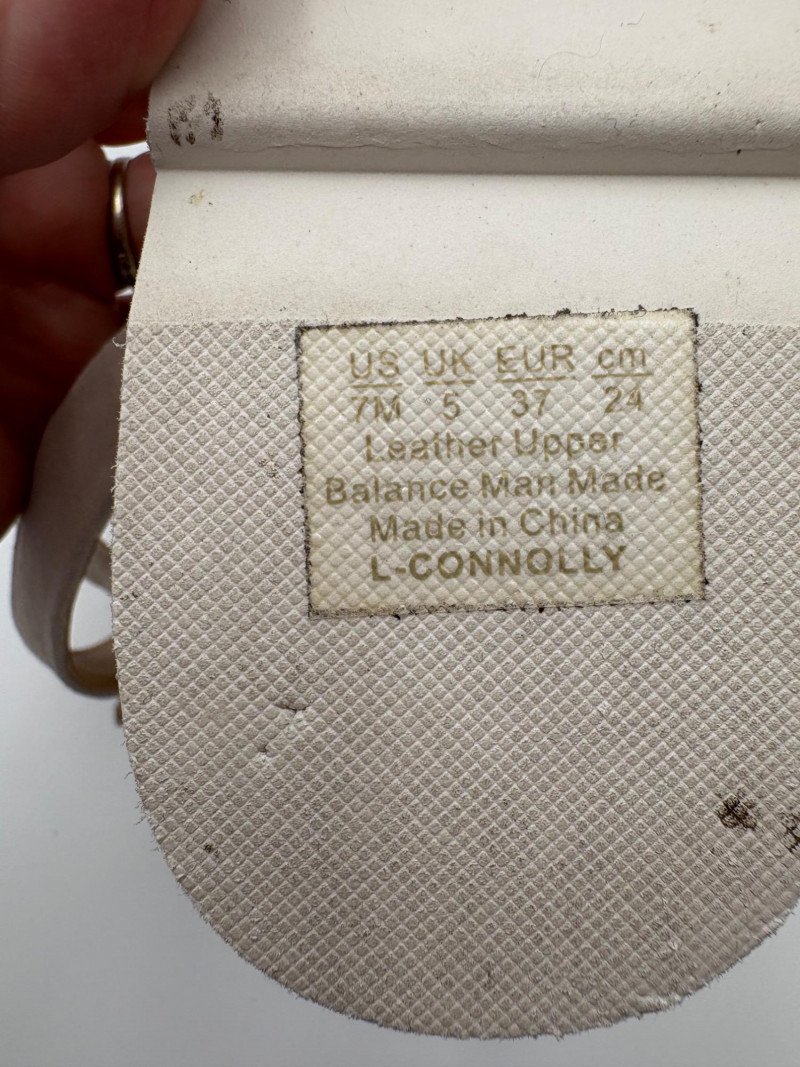 US UK EUR cm
7M 5 37 24
Leather Upper
Balance Man Made
Made in China
L-CONNOLLY